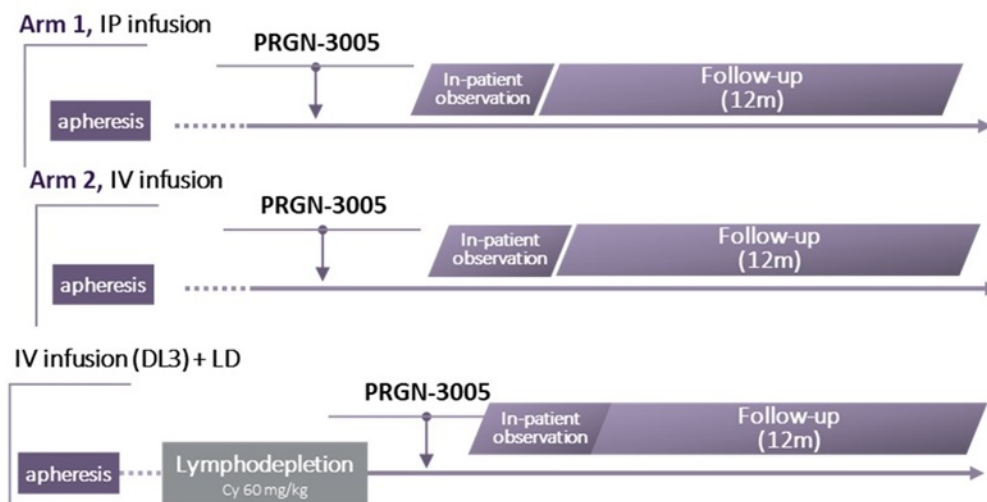 Arm 1, IP infusion
PRGN-3005
In-patient
observation
Follow-up
(12m)
apheresis
Arm 2, IV infusion
PRGN-3005
In-patient
observation
Follow-up
(12m)
apheresis
IV infusion (DL3) + LD
PRGN-3005
In-patient
observation
Follow-up
(12m)
apheresis
Lymphodepletion
Cy 60 mg/kg